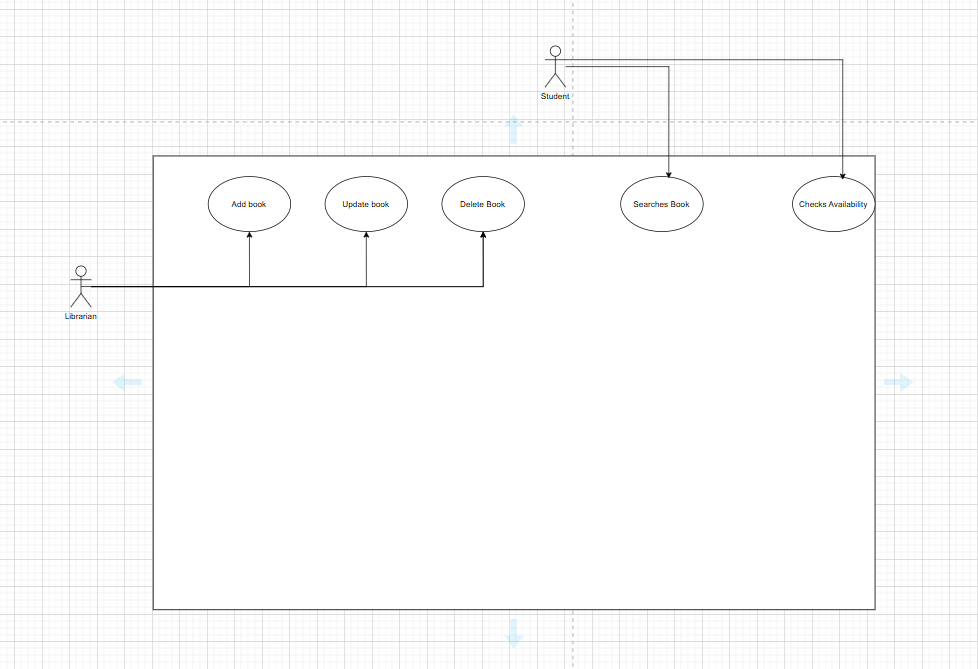 Student
Add book
Update book
Delete Book
Searches Book
Checks Availability
Librarian